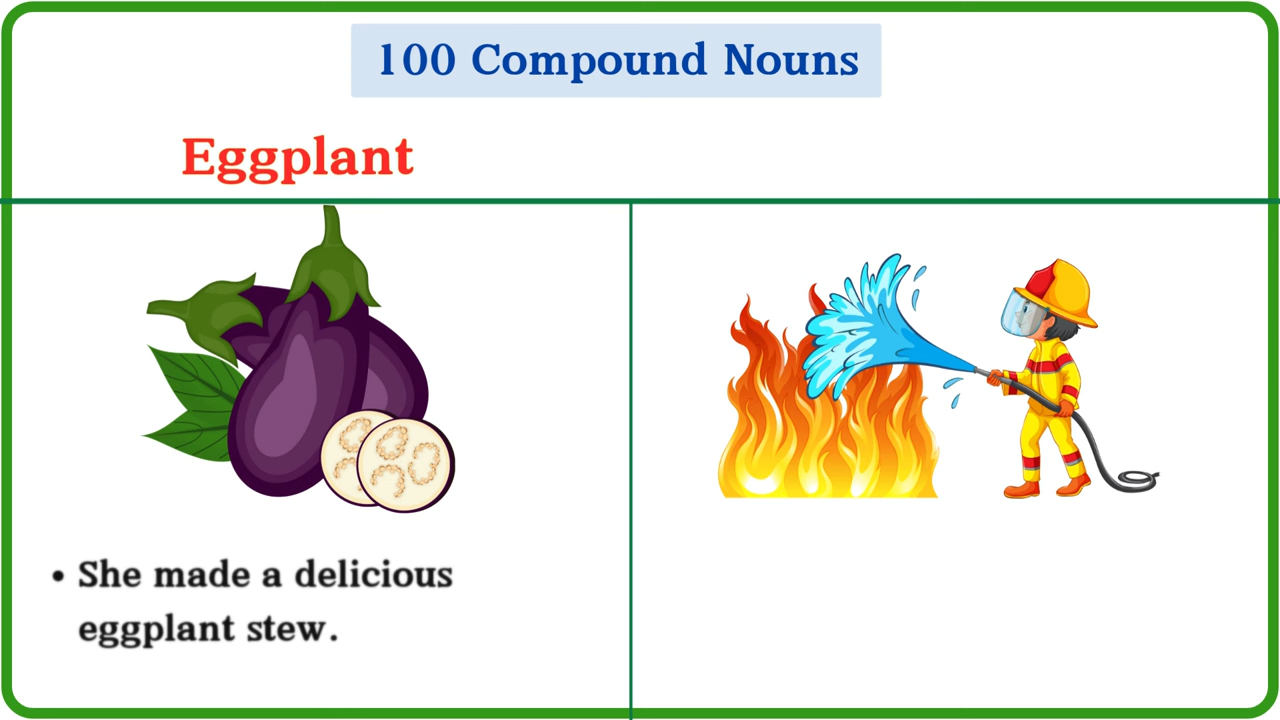 100 Compound Nouns
Eggplant
• She made a delicious
eggplant stew.